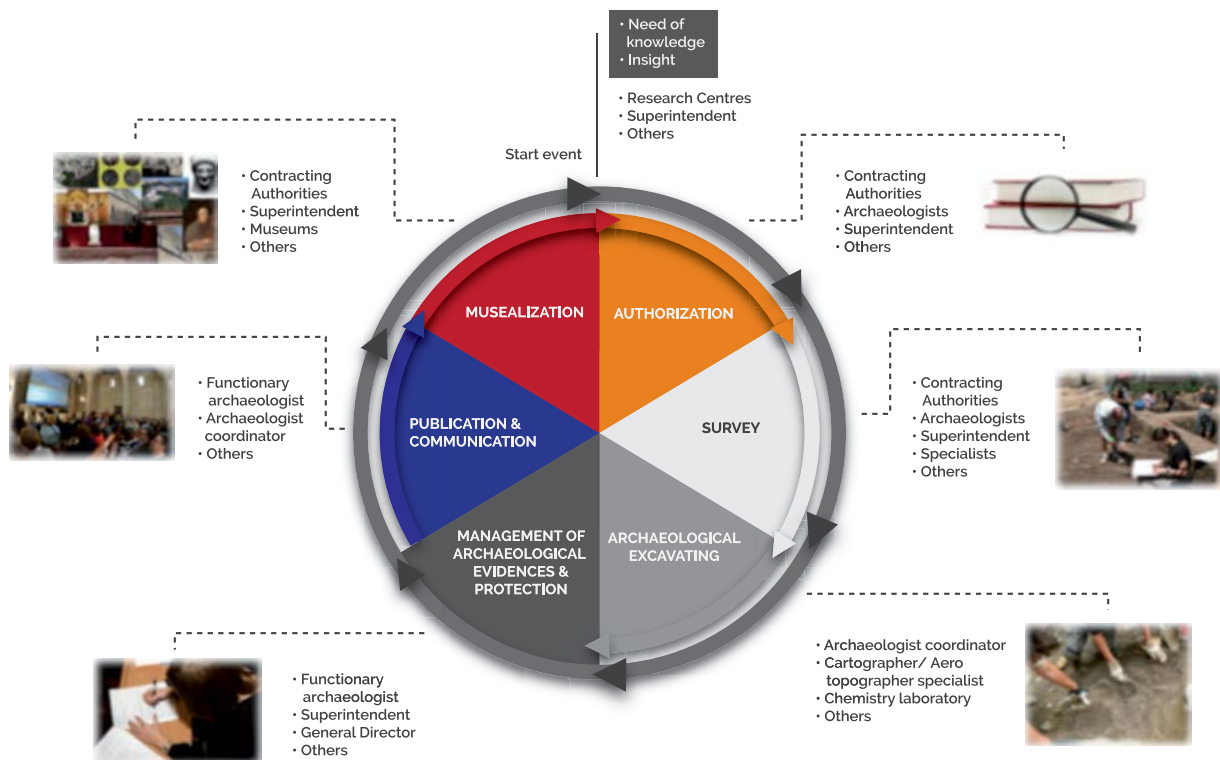 • Need of
knowledge
• Insight
• Research Centres
• Superintendent
• Others
Start event
• Contracting
Authorities
• Superintendent
• Museums
• Others
• Contracting
Authorities
• Archaeologists
• Superintendent
• Others
MUSEALIZATION
AUTHORIZATION
• Functionary
archaeologist
• Archaeologist
coordinator
• Others
PUBLICATION &
COMMUNICATION
SURVEY
• Contracting
Authorities
• Archaeologists
• Superintendent
• Specialists
• Others
MANAGEMENT OF
ARCHAEOLOGICAL
EVIDENCES &
PROTECTION
ARCHAEOLOGICAL
EXCAVATING
• Functionary
archaeologist
• Superintendent
• General Director
• Others
• Archaeologist coordinator
• Cartographer/ Aero
topographer specialist
• Chemistry laboratory
• Others